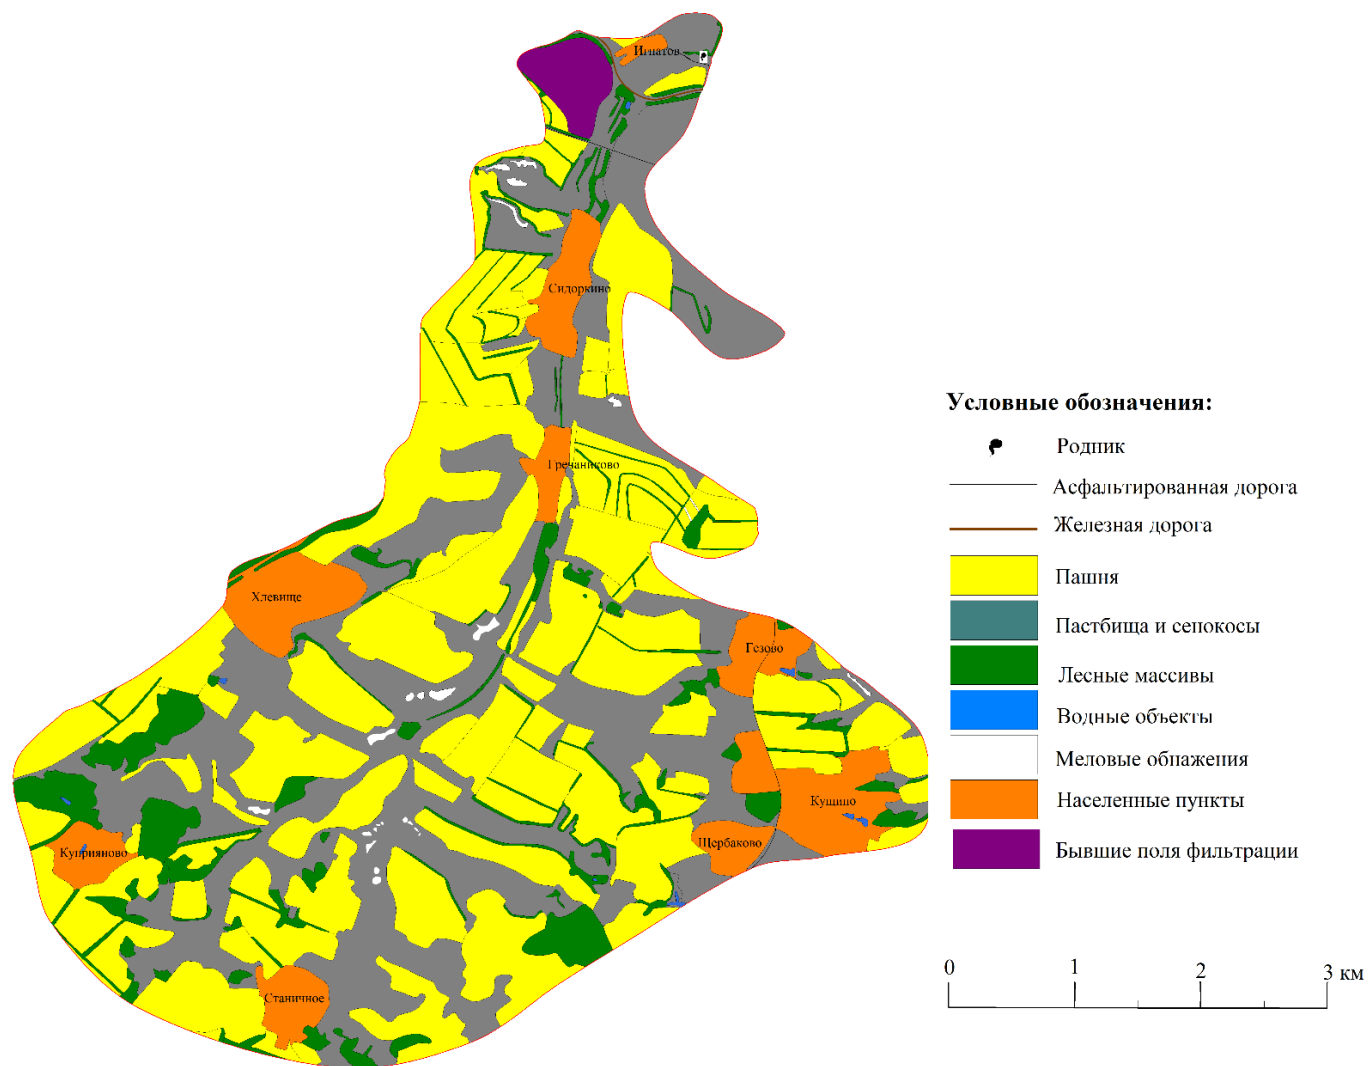 Игнатов
Сидоркино
Гречаниково
Хлевище
Гезово
Кущино
Щербаково
Куприяново
Станичное
Условные обозначения:
Родник
Асфальтированная дорога
Железная дорога
Пашня
Пастбища и сенокосы
Лесные массивы
Водные объекты
Меловые обнажения
Населенные пункты
Бывшие поля фильтрации
0 1 2 3 км